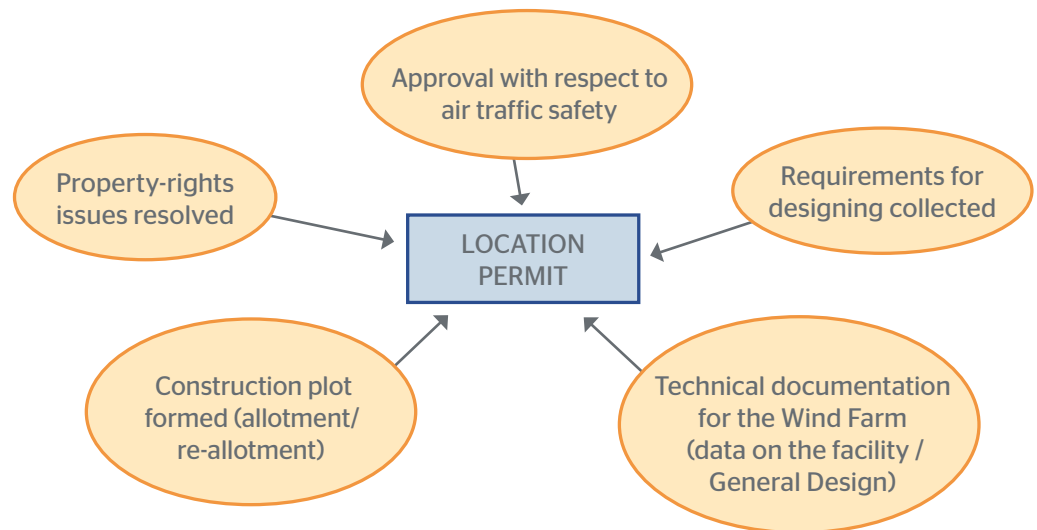 Approval with respect to
air traffic safety
Property-rights
issues resolved
Requirements for
designing collected
LOCATION
PERMIT
Construction plot
formed (allotment/
re-allotment)
Technical documentation
for the Wind Farm
(data on the facility /
General Design)